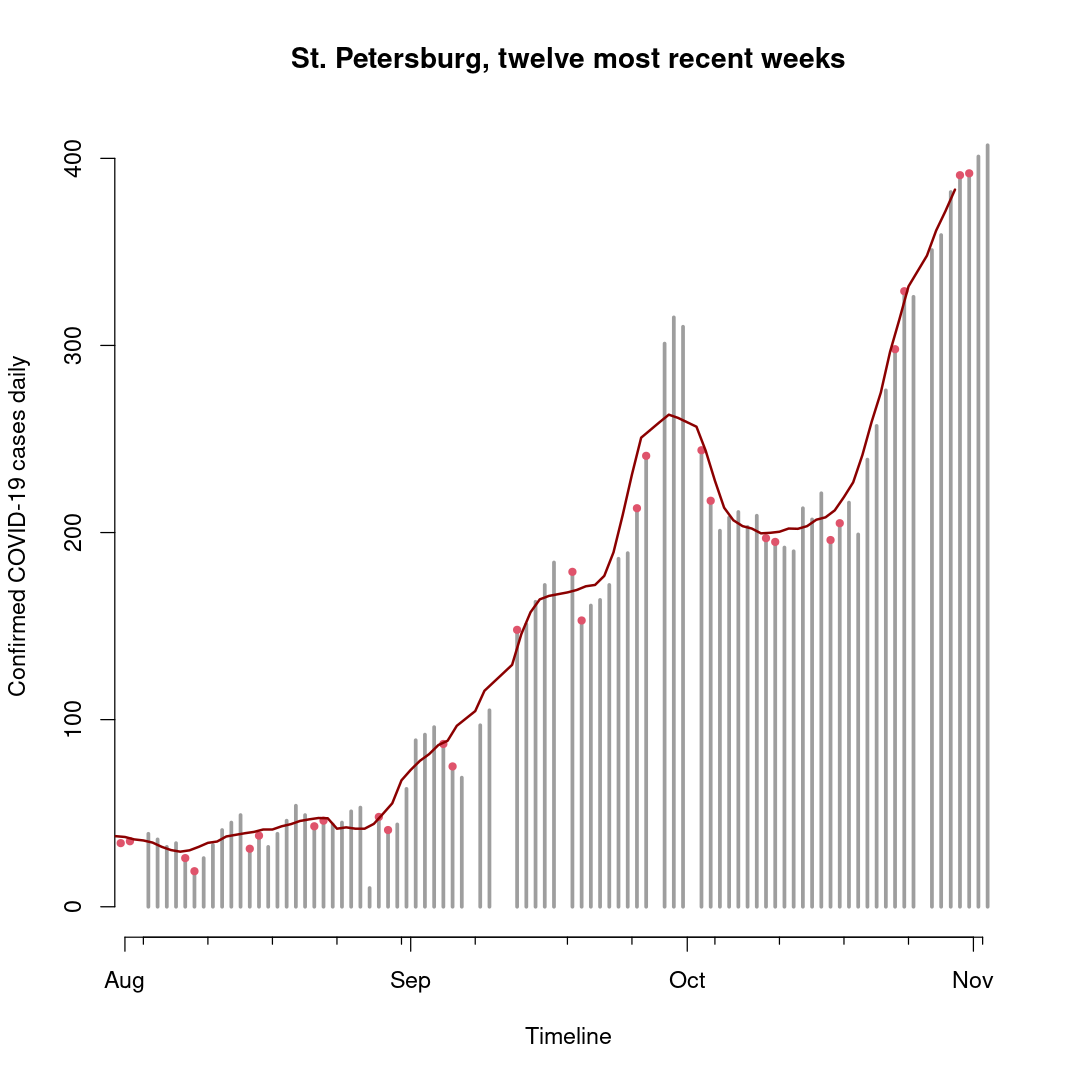 St. Petersburg, twelve most recent weeks
Confirmed COVID-19 cases daily
400
300
200
100
0
Aug Sep Oct Nov
Timeline